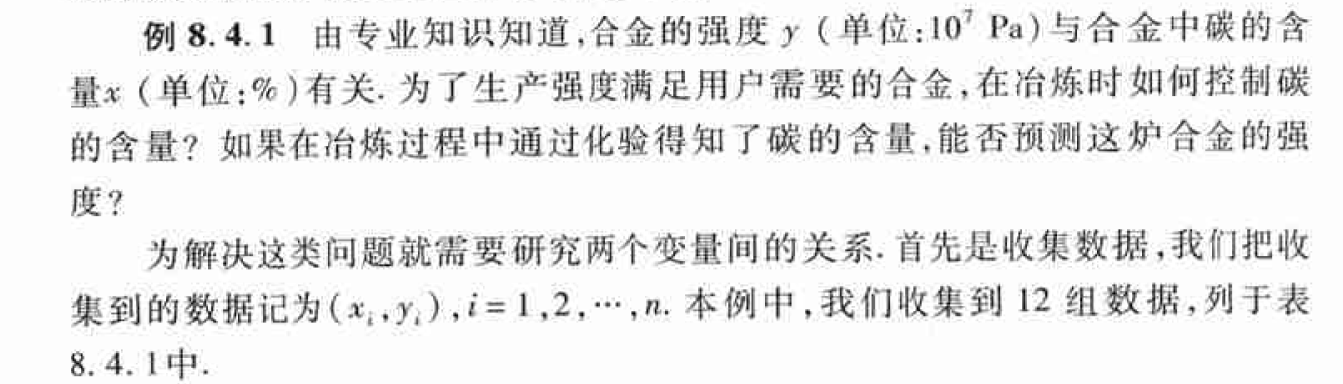 例 8.4.1 由专业知识知道,合金的强度 y (单位:10⁷ Pa)与合金中碳的含
量x (单位:%)有关. 为了生产强度满足用户需要的合金,在冶炼时如何控制碳
的含量? 如果在冶炼过程中通过化验得知了碳的含量,能否预测这炉合金的强
度?
为解决这类问题就需要研究两个变量间的关系. 首先是收集数据,我们把收
集到的数据记为(xᵢ,yᵢ),i=1,2,⋯,n. 本例中,我们收集到 12 组数据,列于表
8.4.1中.